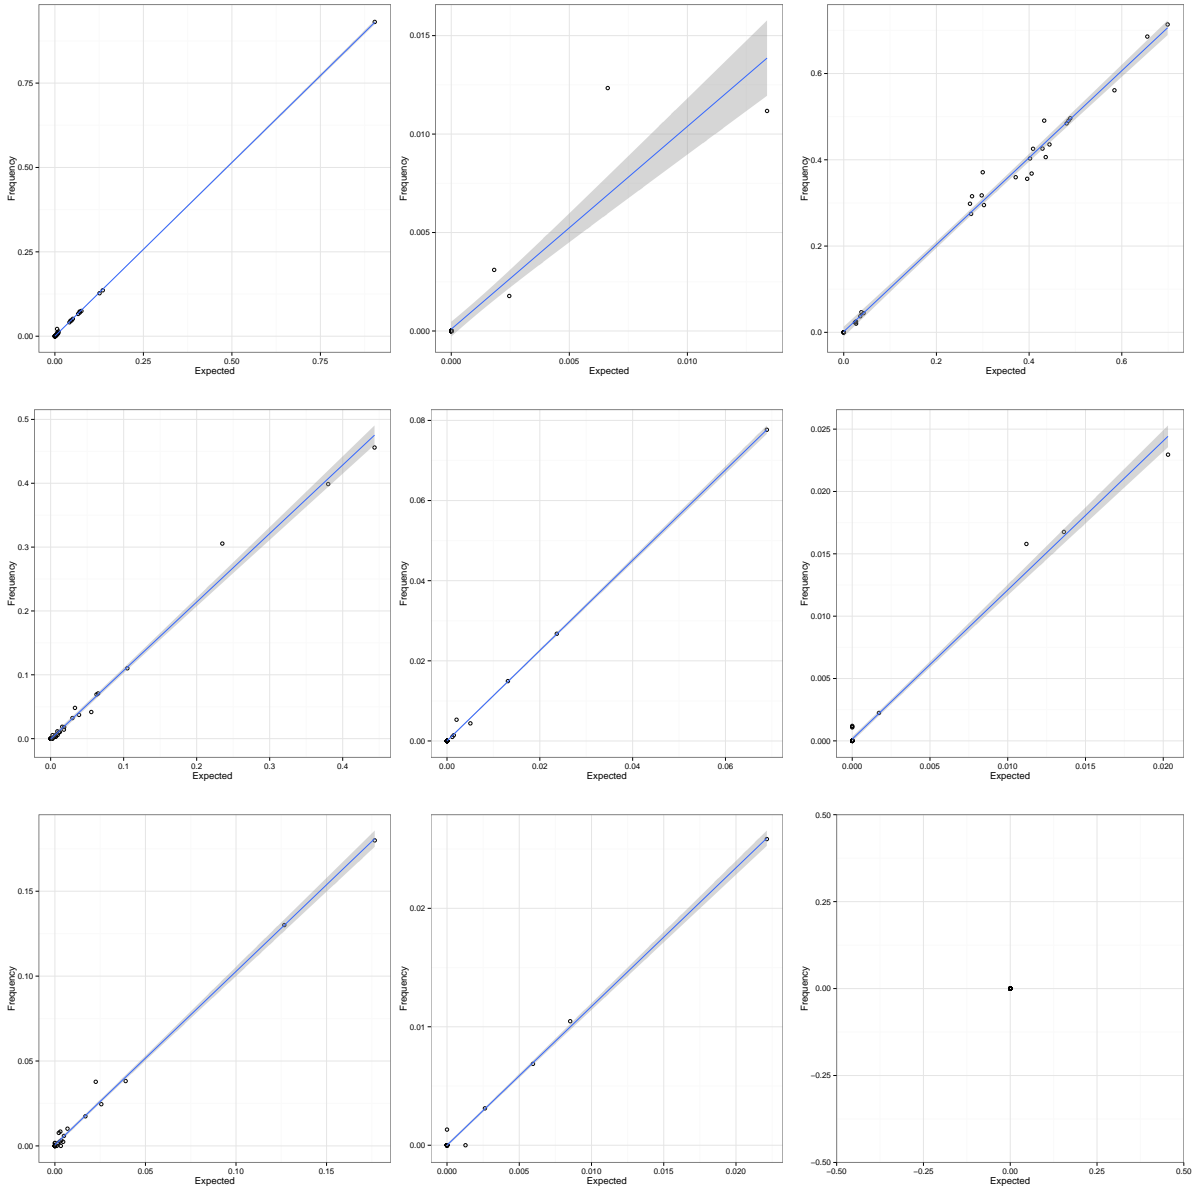 0.75
0.50
0.25
0.00
Frequency
0.00 0.25 0.50 0.75
Expected
0.015
0.010
0.005
0.000
Frequency
0.000 0.005 0.010
Expected
0.6
0.4
0.2
0.0
Frequency
0.0 0.2 0.4 0.6
Expected
0.5
0.4
0.3
0.2
0.1
0.0
Frequency
0.0 0.1 0.2 0.3 0.4
Expected
0.08
0.06
0.04
0.02
0.00
Frequency
0.00 0.02 0.04 0.06
Expected
0.025
0.020
0.015
0.010
0.005
0.000
Frequency
0.000 0.005 0.010 0.015 0.020
Expected
0.15
0.10
0.05
0.00
Frequency
0.00 0.05 0.10 0.15
Expected
0.02
0.01
0.00
Frequency
0.000 0.005 0.010 0.015 0.020
Expected
0.50
0.25
0.00
−0.25
−0.50
Frequency
−0.50 −0.25 0.00 0.25 0.50
Expected